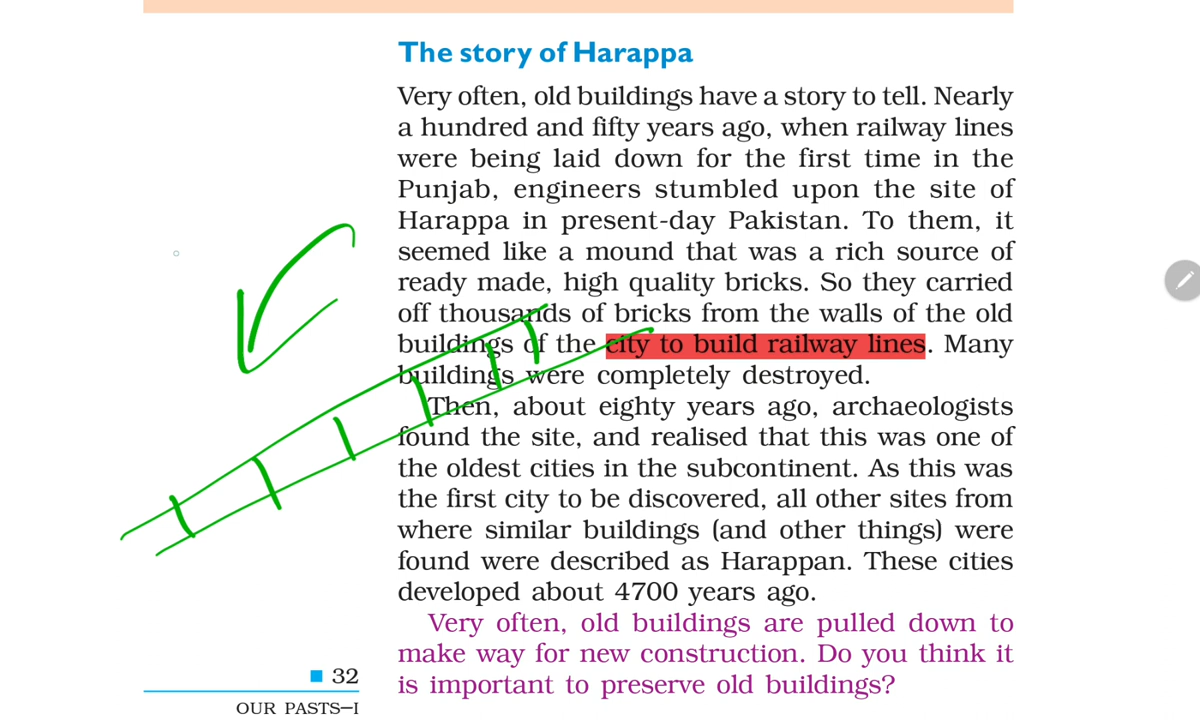 The story of Harappa
Very often, old buildings have a story to tell. Nearly
a hundred and fifty years ago, when railway lines
were being laid down for the first time in the
Punjab, engineers stumbled upon the site of
Harappa in present-day Pakistan. To them, it
seemed like a mound that was a rich source of
ready made, high quality bricks. So they carried
off thousands of bricks from the walls of the old
buildings of the city to build railway lines. Many
buildings were completely destroyed.
Then, about eighty years ago, archaeologists
found the site, and realised that this was one of
the oldest cities in the subcontinent. As this was
the first city to be discovered, all other sites from
where similar buildings (and other things) were
found were described as Harappan. These cities
developed about 4700 years ago.
Very often, old buildings are pulled down to
make way for new construction. Do you think it
is important to preserve old buildings?
32
OUR PASTS–I